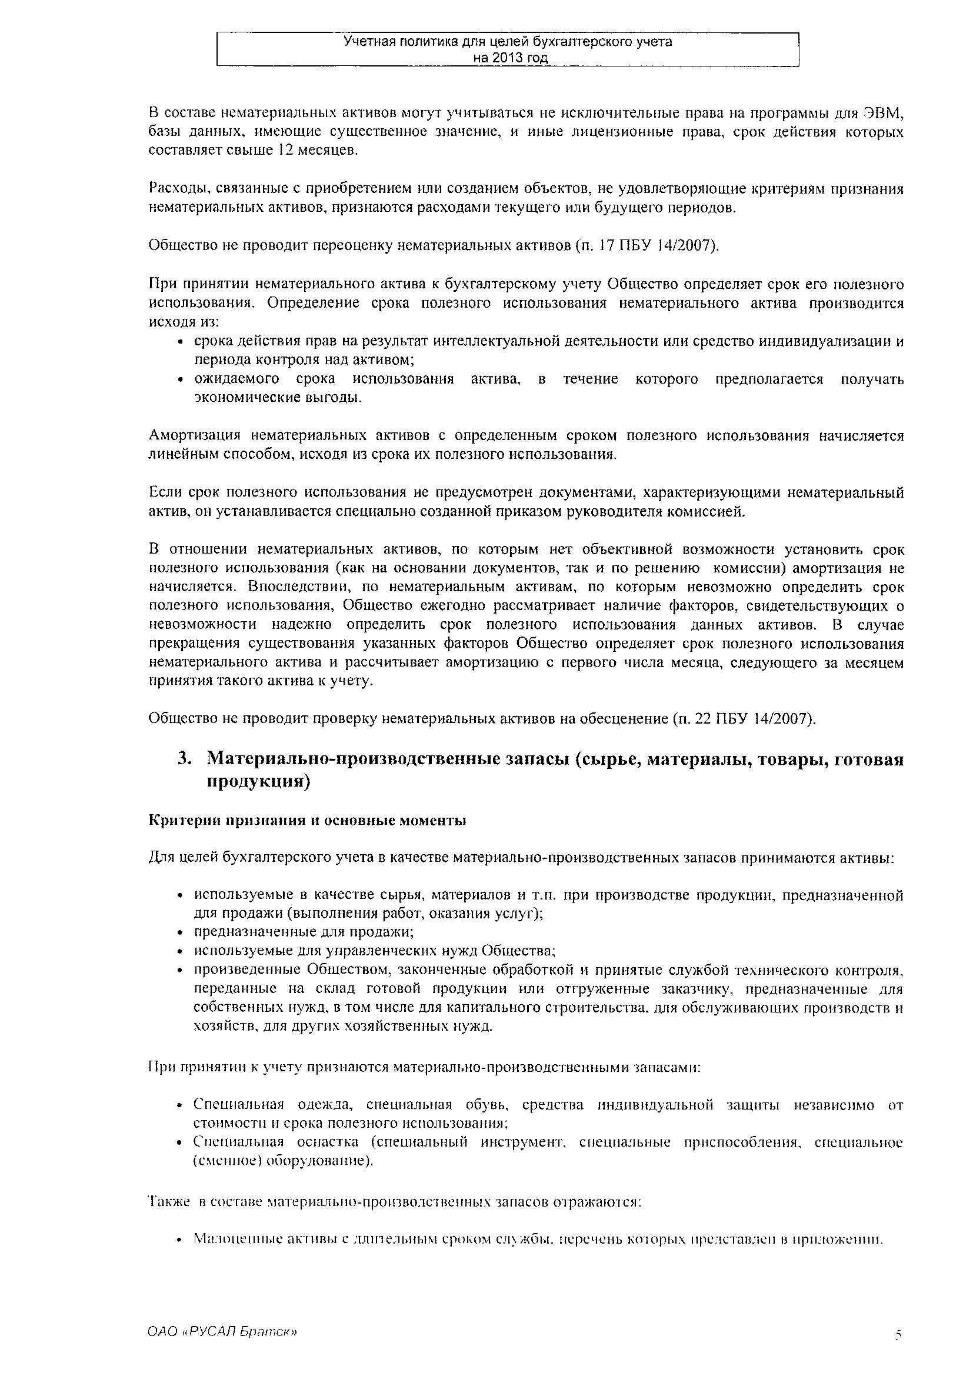 Учетная политика для целей бухгалтерского учета
на 2013 год
В составе нематериальных активов могут учитываться не исключительные права на программы для ЭВМ,
базы данных, имеющие существенное значение, и иные лицензионные права, срок действия которых
составляет свыше 12 месяцев.
Расходы, связанные с приобретением или созданием объектов, не удовлетворяющие критериям признания
нематериальных активов, признаются расходами текущего или будущего периодов.
Общество не проводит переоценку нематериальных активов (п. 17 ПБУ 14/2007).
При принятии нематериального актива к бухгалтерскому учету Общество определяет срок его полезного
использования. Определение срока полезного использования нематериального актива производится
исходя из:
• срока действия прав на результат интеллектуальной деятельности или средство индивидуализации и
периода контроля над активом;
• ожидаемого срока использования актива, в течение которого предполагается получать
экономические выгоды.
Амортизация нематериальных активов с определенным сроком полезного использования начисляется
линейным способом, исходя из срока их полезного использования.
Если срок полезного использования не предусмотрен документами, характеризующими нематериальный
актив, он устанавливается специально созданной приказом руководителя комиссией.
В отношении нематериальных активов, по которым нет объективной возможности установить срок
полезного использования (как на основании документов, так и по решению комиссии) амортизация не
начисляется. Впоследствии, по нематериальным активам, по которым невозможно определить срок
полезного использования, Общество ежегодно рассматривает наличие факторов, свидетельствующих о
невозможности надежно определить срок полезного использования данных активов. В случае
прекращения существования указанных факторов Общество определяет срок полезного использования
нематериального актива и рассчитывает амортизацию с первого числа месяца, следующего за месяцем
принятия такого актива к учету.
Общество не проводит проверку нематериальных активов на обесценение (п. 22 ПБУ 14/2007).
3. Материально-производственные запасы (сырье, материалы, товары, готовая
продукция)
Критерии признания и основные моменты
Для целей бухгалтерского учета в качестве материально-производственных запасов принимаются активы:
• используемые в качестве сырья, материалов и т.п. при производстве продукции, предназначенной
для продажи (выполнения работ, оказания услуг);
• предназначенные для продажи;
• используемые для управленческих нужд Общества;
• произведенные Обществом, законченные обработкой и принятые службой технического контроля,
переданные на склад готовой продукции или отгруженные заказчику, предназначенные для
собственных нужд, в том числе для капитального строительства, для обслуживающих производств и
хозяйств, для других хозяйственных нужд.
При принятии к учету признаются материально-производственными запасами:
• Специальная одежда, специальная обувь, средства индивидуальной защиты независимо от
стоимости и срока полезного использования;
• Специальная оснастка (специальный инструмент, специальные приспособления, специальное
(сменное) оборудование).
Также в составе материально-производственных запасов отражаются:
• Малоценные активы с длительным сроком службы, перечень которых представлен в приложении.
ОАО «РУСАЛ Братск»
5